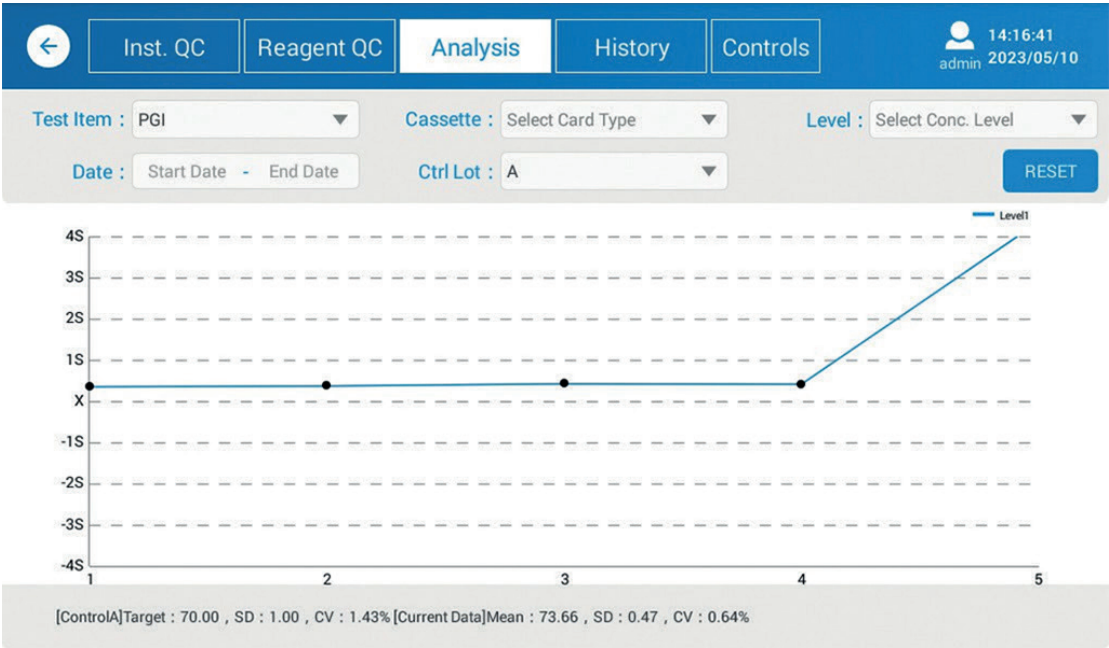 Inst. QC Reagent QC Analysis History Controls
14:16:41
admin 2023/05/10
Test Item : PGI Cassette : Select Card Type Level : Select Conc. Level
Date : Start Date - End Date Ctrl Lot : A RESET
Level1
4S
3S
2S
1S
X
-1S
-2S
-3S
-4S
1 2 3 4 5
[ControlA]Target : 70.00 , SD : 1.00 , CV : 1.43% [Current Data]Mean : 73.66 , SD : 0.47 , CV : 0.64%